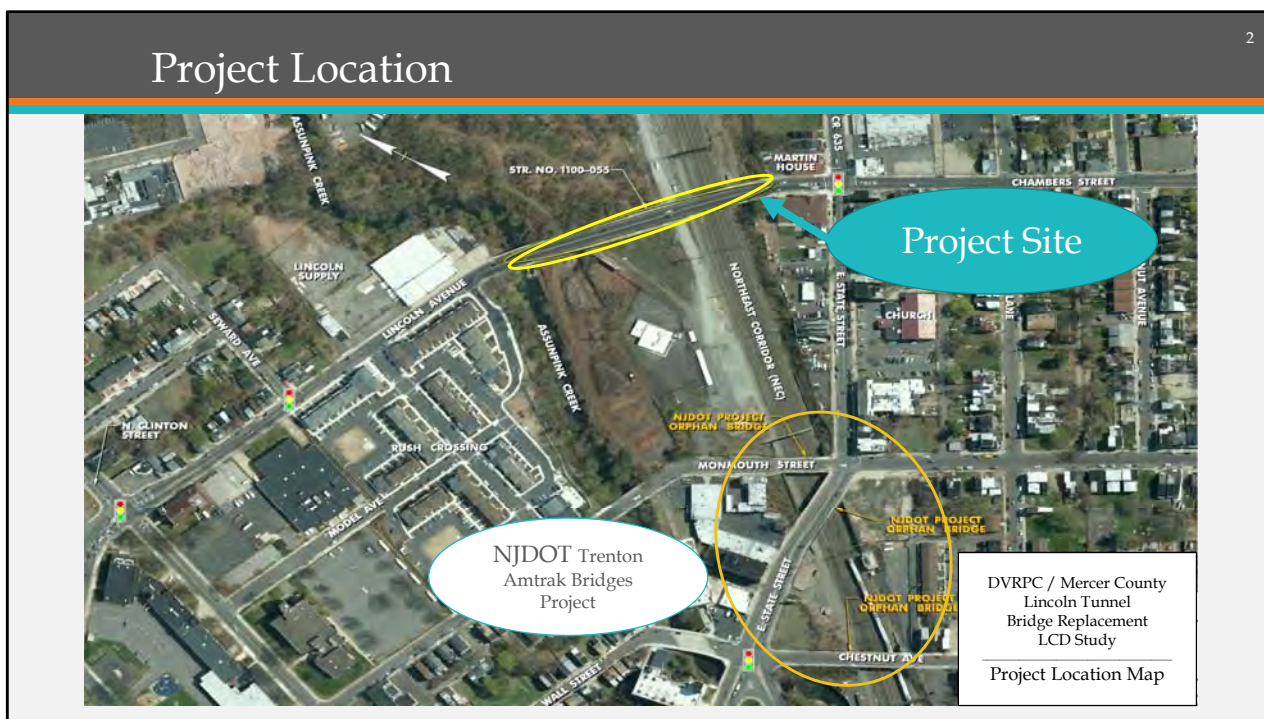 2
Project Location
ASSUNPINK CREEK
STR. NO. 1100-055
MARTIN
HOUSE
CR 635
CHAMBERS STREET
Project Site
LINCOLN
SUPPLY
LINCOLN AVENUE
SEWARD AVE
ASSUNPINK CREEK
NORTHEAST CORRIDOR (NEC)
E. STATE STREET
CHURCH
LANE
NUT AVENUE
N. CLINTON
STREET
RUSH CROSSING
MODEL AVE
NJDOT PROJECT
ORPHAN BRIDGE
MONMOUTH STREET
NJDOT PROJECT
ORPHAN BRIDGE
E. STATE STREET
NJDOT Trenton
Amtrak Bridges
Project
NJDOT PROJECT
ORPHAN BRIDGE
CHESTNUT AVE
WALL STREET
DVRPC / Mercer County
Lincoln Tunnel
Bridge Replacement
LCD Study
Project Location Map